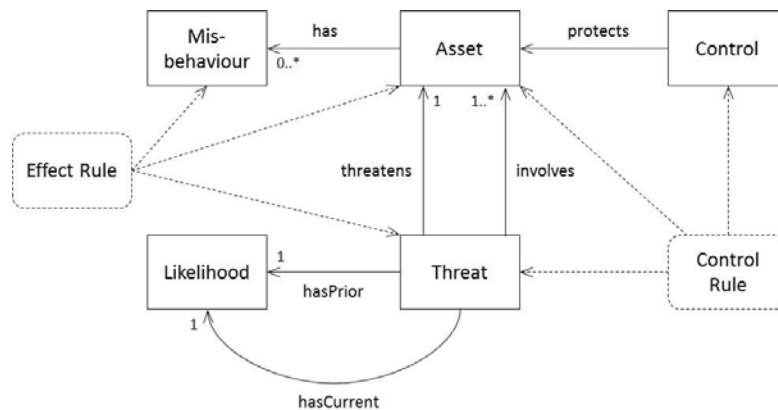 Mis-
behaviour
has
0..*
Asset
protects
Control
1
1..*
Effect Rule
threatens
involves
Likelihood
1
hasPrior
Threat
Control
Rule
1
hasCurrent